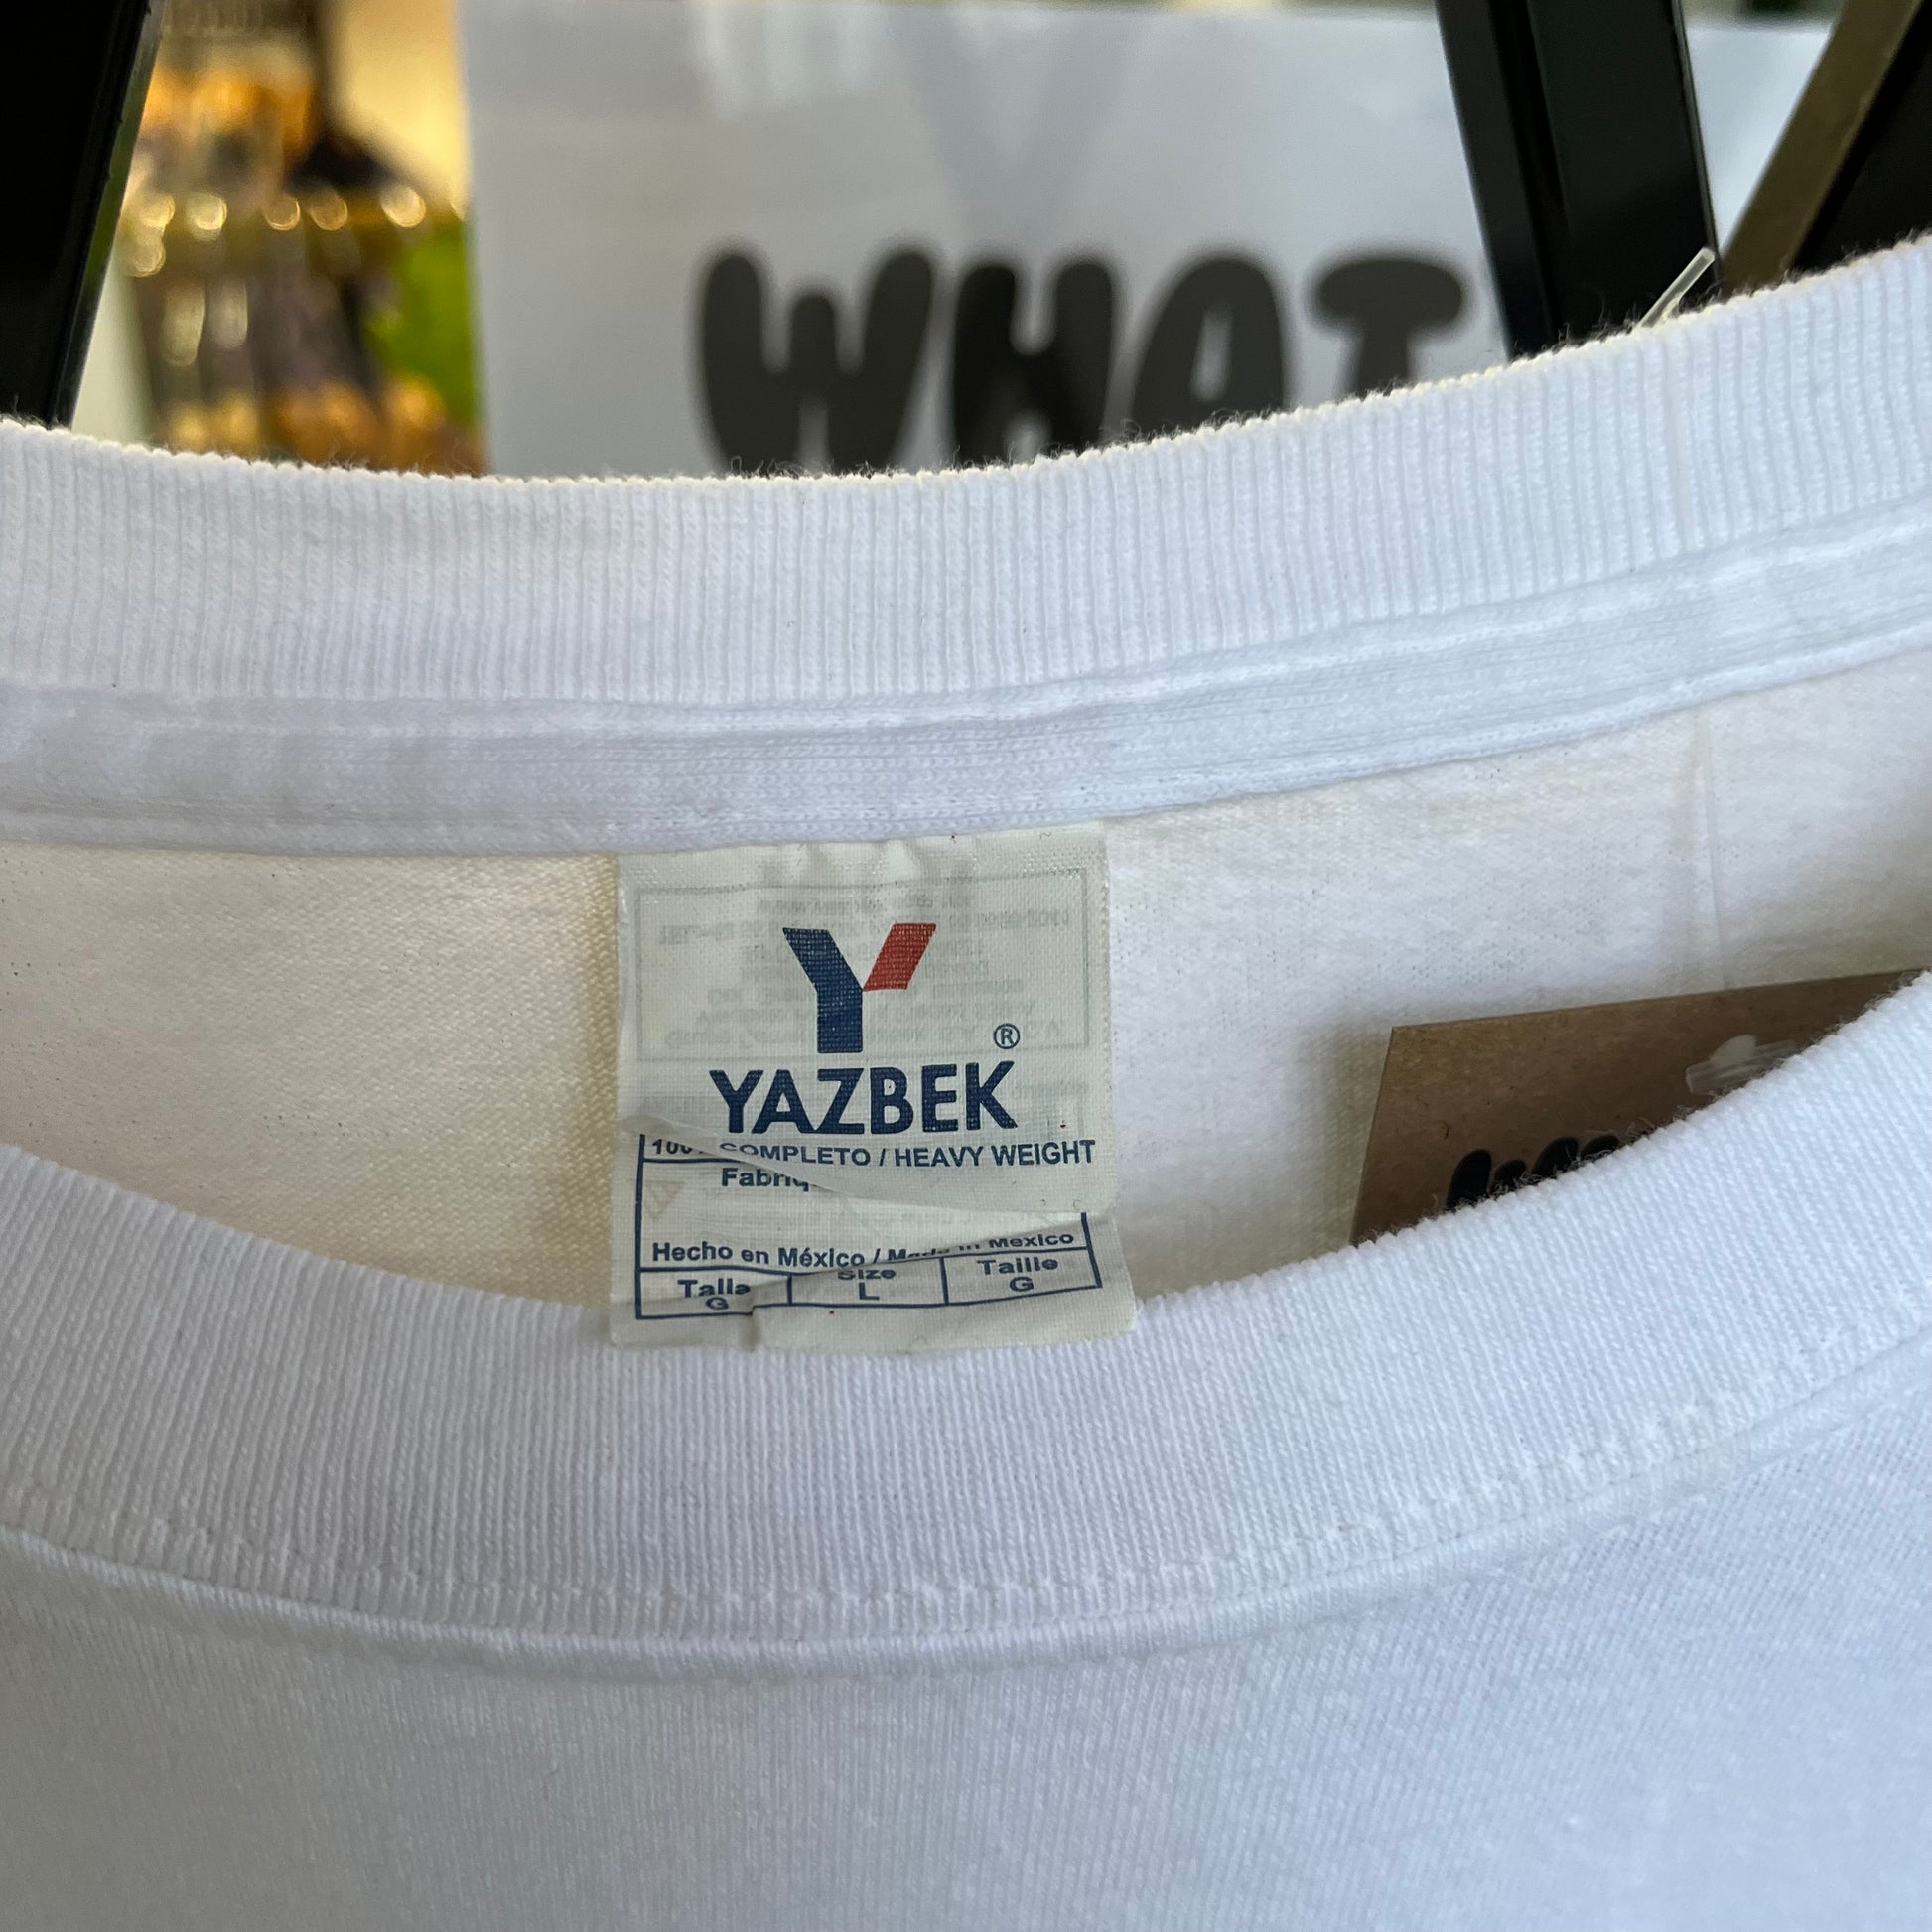 WHAT
Y
®
YAZBEK
COMPLETO / HEAVY WEIGHT
Hecho en México / Made in Mexico
Talla Size Taille
G L G